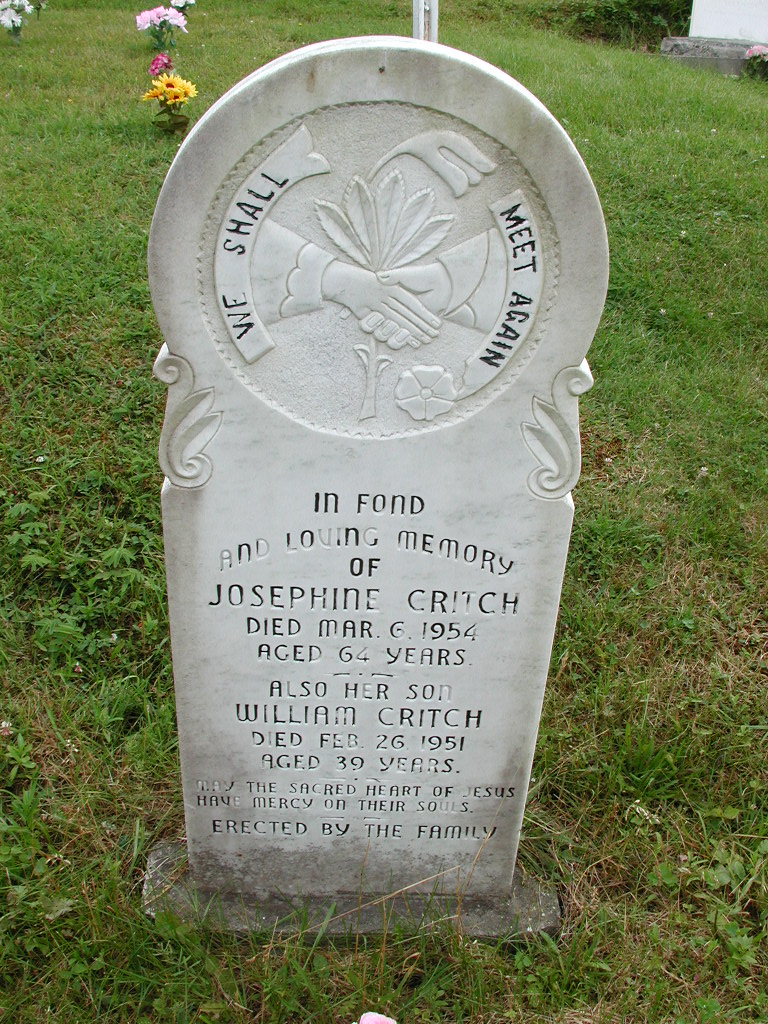 WE SHALL
MEET AGAIN
IN FOND
AND LOVING MEMORY
OF
JOSEPHINE CRITCH
DIED MAR. 6. 1954
AGED 64 YEARS.
ALSO HER SON
WILLIAM CRITCH
DIED FEB. 26. 1951
AGED 39 YEARS.
MAY THE SACRED HEART OF JESUS
HAVE MERCY ON THEIR SOULS.
ERECTED BY THE FAMILY